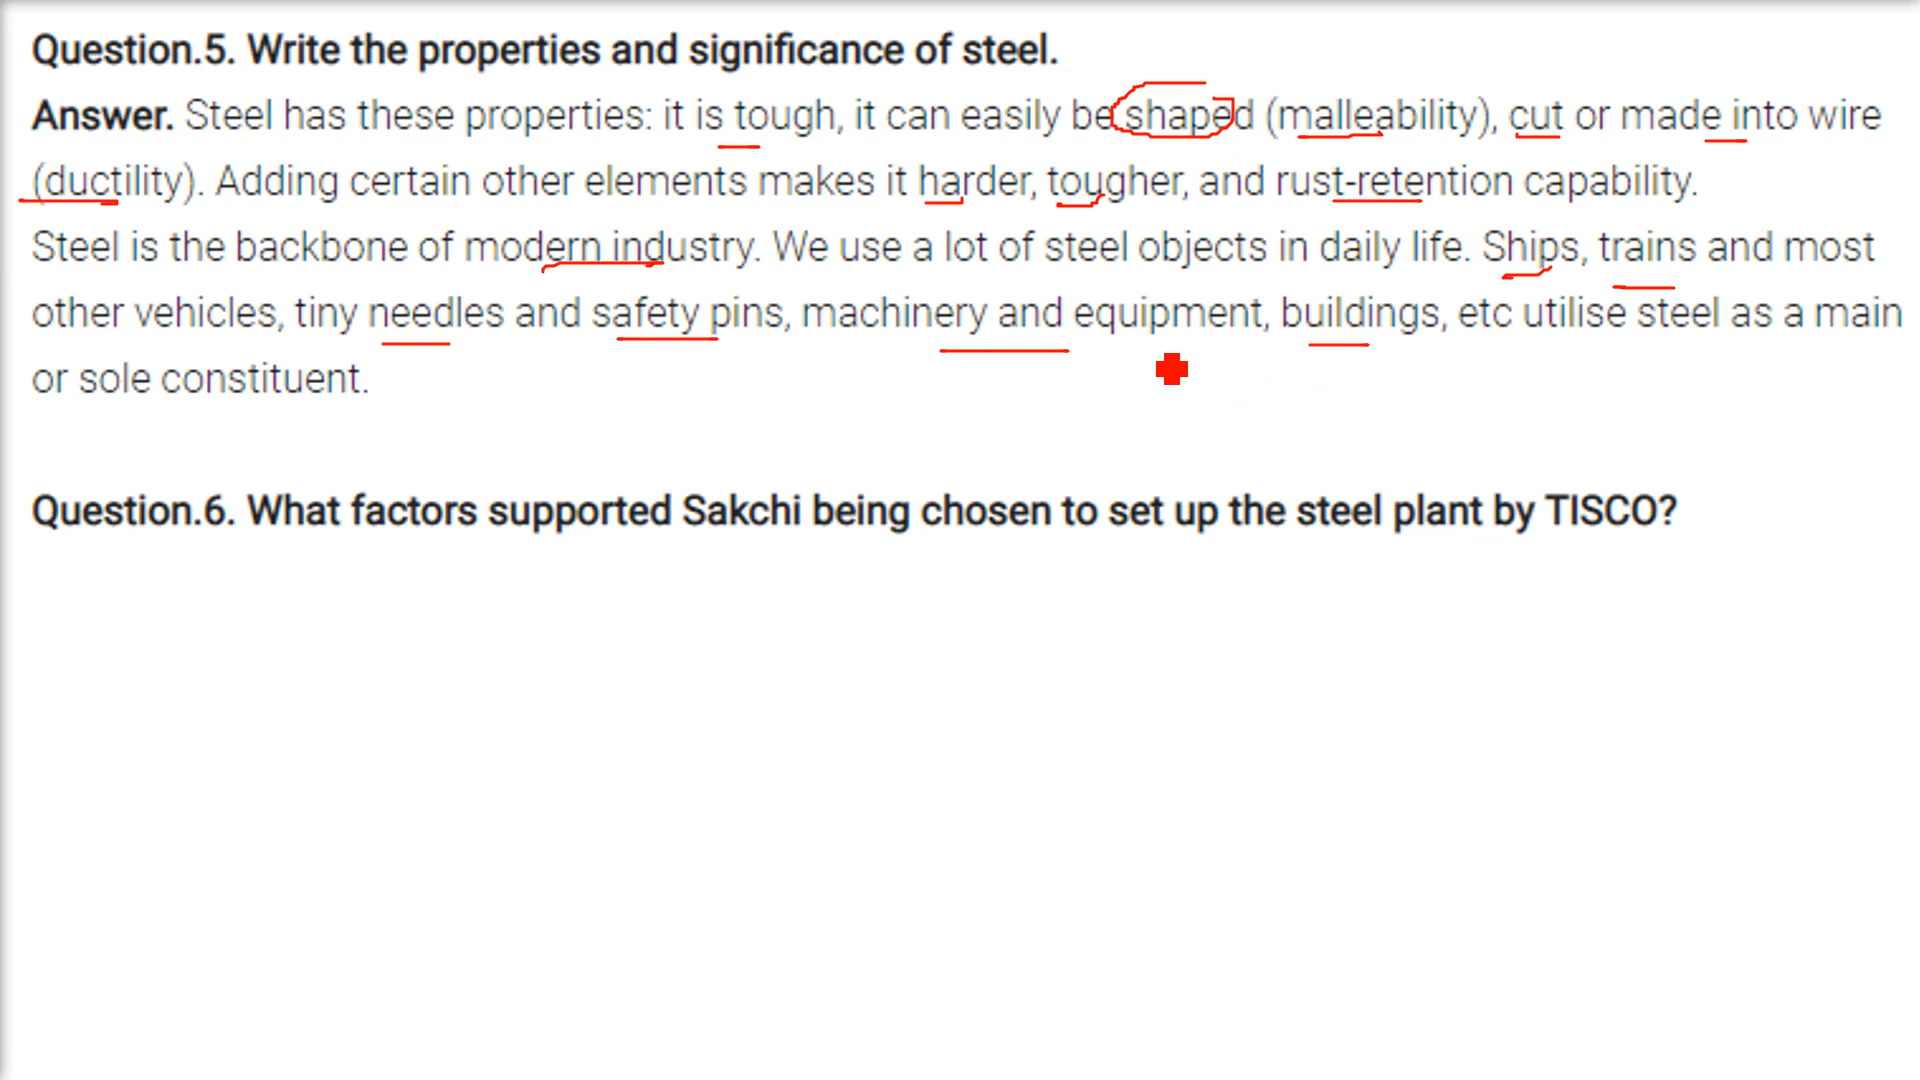 Question.5. Write the properties and significance of steel.
Answer. Steel has these properties: it is tough, it can easily be shaped (malleability), cut or made into wire
(ductility). Adding certain other elements makes it harder, tougher, and rust-retention capability.
Steel is the backbone of modern industry. We use a lot of steel objects in daily life. Ships, trains and most
other vehicles, tiny needles and safety pins, machinery and equipment, buildings, etc utilise steel as a main
or sole constituent.
Question.6. What factors supported Sakchi being chosen to set up the steel plant by TISCO?